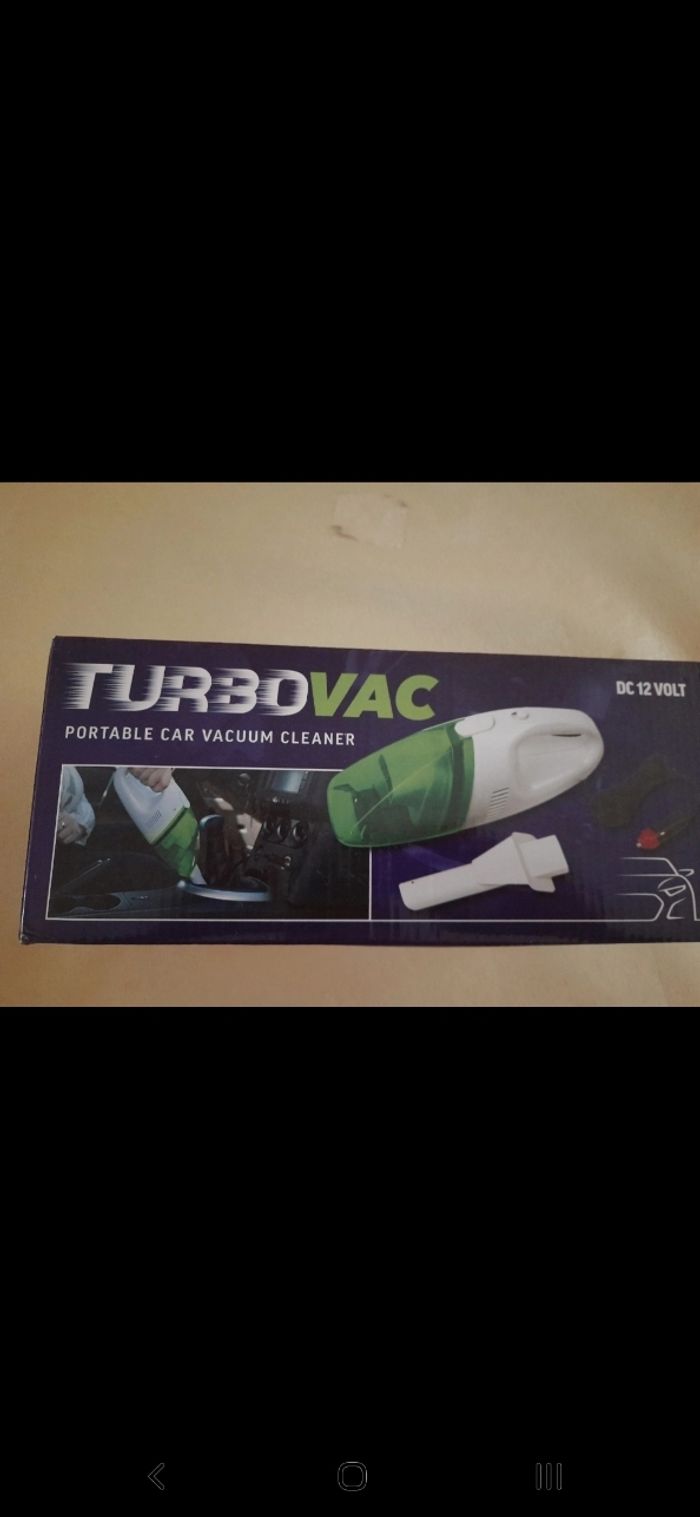 TURBOVAC
DC 12 VOLT
PORTABLE CAR VACUUM CLEANER